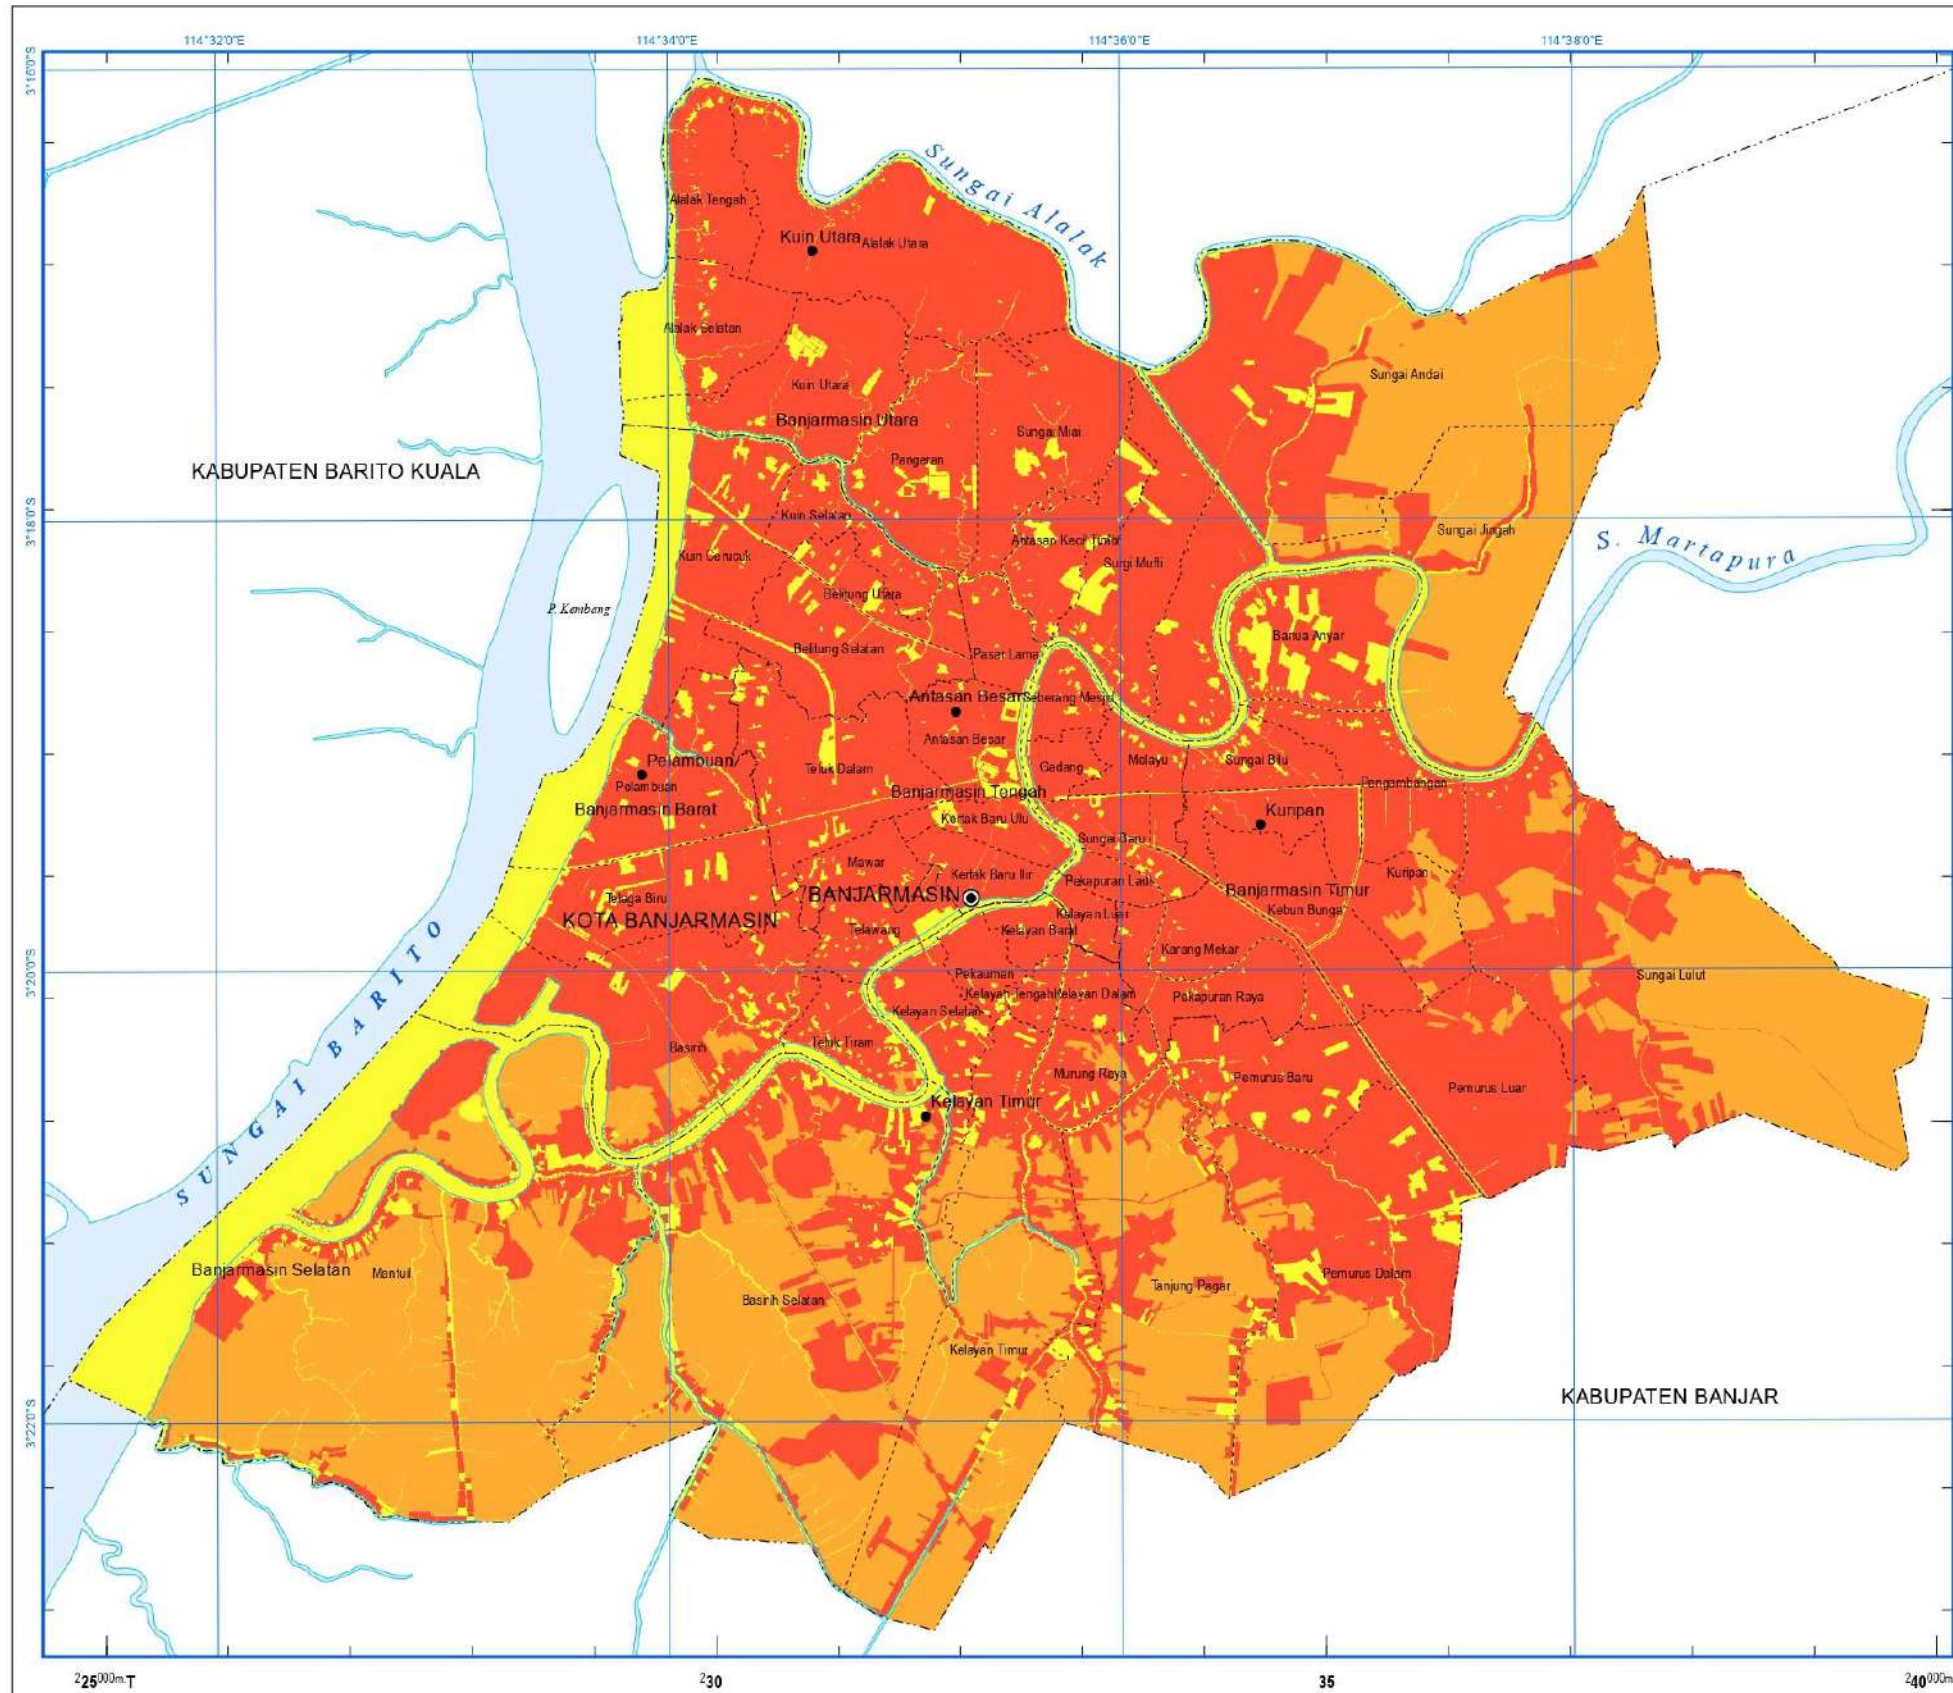 114°32'0"E
114°34'0"E
114°36'0"E
114°38'0"E
3°16'0"S
Sungai Alalak
Alalak Tengah
Kuin Utara
Alalak Utara
Alalak Selatan
Sungai Andai
Kuin Utara
Banjarmasin Utara
Sungai Miai
Pangeran
KABUPATEN BARITO KUALA
3°18'0"S
Kuin Selatan
Sungai Jingah
Antasan Kecil Timur
S. Martapura
Kuin Cerucuk
Surgi Mufti
Belitung Utara
P. Kembang
Banua Anyar
Belitung Selatan
Pasar Lama
Antasan Besar
Seberang Mesjid
Antasan Besar
Pelambuan
Melayu
Sungai Bilu
Gadang
Teluk Dalam
Pelambuan
Pengambangan
Banjarmasin Tengah
Banjarmasin Barat
Kuripan
Kertak Baru Ulu
Sungai Baru
Mawar
Kertak Baru Ilir
Kuripan
Pekapuran Laut
Banjarmasin Timur
BANJARMASIN
Telaga Biru
Kebun Bunga
KOTA BANJARMASIN
Kelayan Luar
Telawang
Kelayan Barat
Karang Mekar
3°20'0"S
Pekauman
Sungai Lulut
Kelayan Tengah
Kelayan Dalam
Pekapuran Raya
Kelayan Selatan
SUNGAI BARITO
Basirih
Teluk Tiram
Murung Raya
Pemurus Baru
Pemurus Luar
Kelayan Timur
Banjarmasin Selatan
Mantuil
Pemurus Dalam
Tanjung Pagar
Basirih Selatan
Kelayan Timur
KABUPATEN BANJAR
3°22'0"S
225000m.T
230
35
240000m